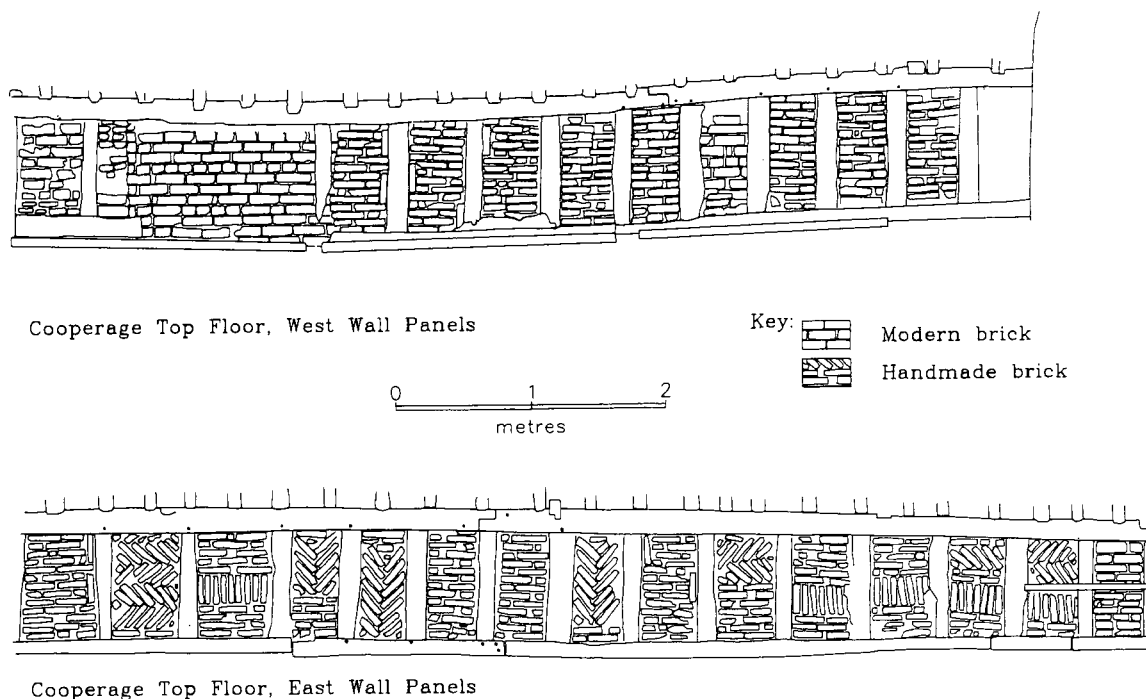 Cooperage Top Floor, West Wall Panels
Key:
Modern brick
Handmade brick
0 1 2
metres
Cooperage Top Floor, East Wall Panels